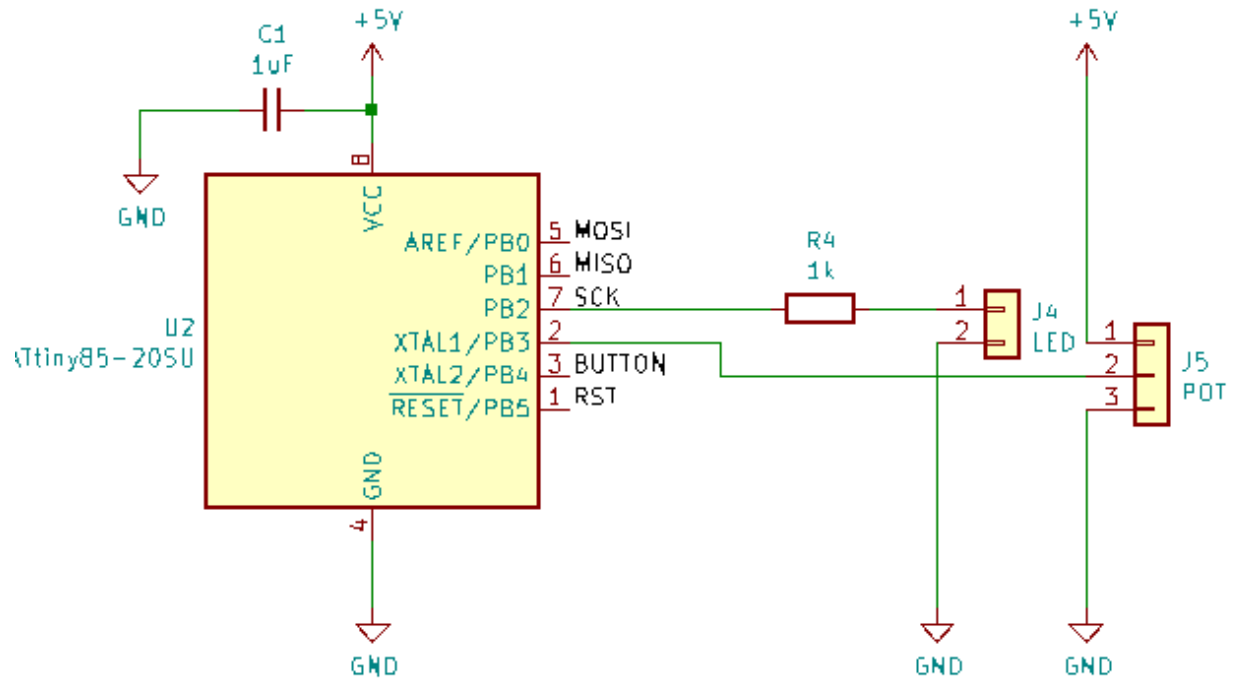 +5V
+5V
C1
1uF
GND
8
VCC
AREF/PB0
5
MOSI
PB1
6
MISO
PB2
7
SCK
XTAL1/PB3
2
XTAL2/PB4
3
BUTTON
RESET/PB5
1
RST
U2
ATtiny85-20SU
GND
4
GND
R4
1k
1
2
J4
LED
GND
1
2
3
J5
POT
GND